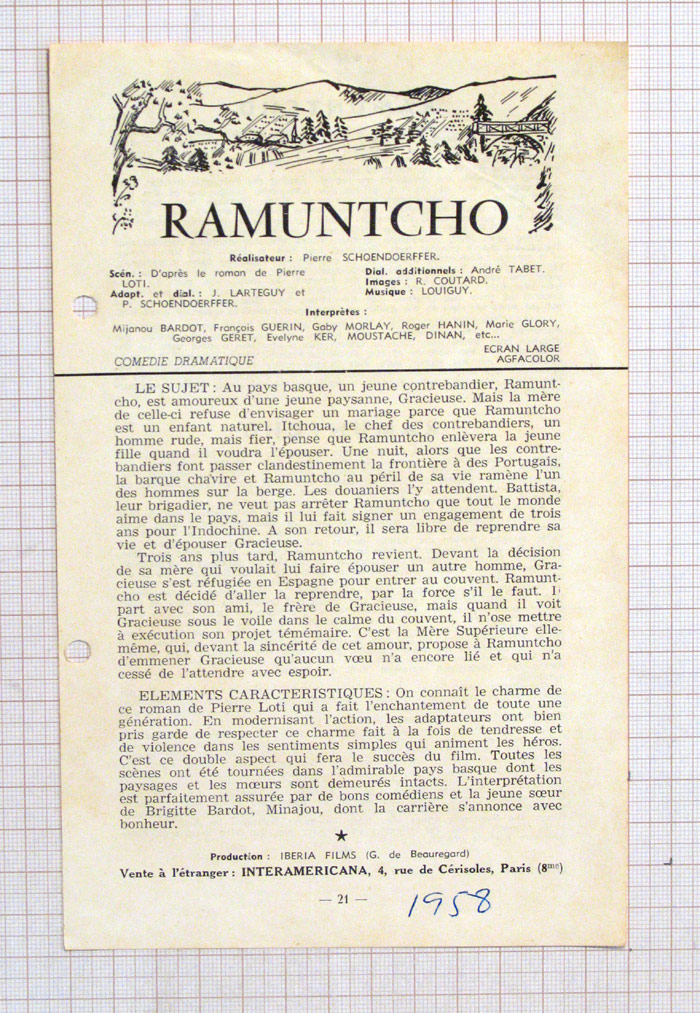 RAMUNTCHO
Réalisateur : Pierre SCHOENDOERFFER.
Scén. : D'après le roman de Pierre
LOTI.
Adapt. et dial. : J. LARTEGUY et
P. SCHOENDOERFFER.
Dial. additionnels : André TABET.
Images : R. COUTARD.
Musique : LOUIGUY.
Interprètes :
Mijanou BARDOT, François GUERIN, Gaby MORLAY, Roger HANIN, Marie GLORY,
Georges GERET, Evelyne KER, MOUSTACHE, DINAN, etc...
COMEDIE DRAMATIQUE
ECRAN LARGE
AGFACOLOR
LE SUJET : Au pays basque, un jeune contrebandier, Ramunt-
cho, est amoureux d'une jeune paysanne, Gracieuse. Mais la mère
de celle-ci refuse d'envisager un mariage parce que Ramuntcho
est un enfant naturel. Itchoua, le chef des contrebandiers, un
homme rude, mais fier, pense que Ramuntcho enlèvera la jeune
fille quand il voudra l'épouser. Une nuit, alors que les contre-
bandiers font passer clandestinement la frontière à des Portugais,
la barque chavire et Ramuntcho au péril de sa vie ramène l'un
des hommes sur la berge. Les douaniers l'y attendent. Battista,
leur brigadier, ne veut pas arrêter Ramuntcho que tout le monde
aime dans le pays, mais il lui fait signer un engagement de trois
ans pour l'Indochine. A son retour, il sera libre de reprendre sa
vie et d'épouser Gracieuse.
Trois ans plus tard, Ramuntcho revient. Devant la décision
de sa mère qui voulait lui faire épouser un autre homme, Gra-
cieuse s'est réfugiée en Espagne pour entrer au couvent. Ramunt-
cho est décidé d'aller la reprendre, par la force s'il le faut. I
part avec son ami, le frère de Gracieuse, mais quand il voit
Gracieuse sous le voile dans le calme du couvent, il n'ose mettre
à exécution son projet témémaire. C'est la Mère Supérieure elle-
même, qui, devant la sincérité de cet amour, propose à Ramuntcho
d'emmener Gracieuse qu'aucun vœu n'a encore lié et qui n'a
cessé de l'attendre avec espoir.
ELEMENTS CARACTERISTIQUES : On connaît le charme de
ce roman de Pierre Loti qui a fait l'enchantement de toute une
génération. En modernisant l'action, les adaptateurs ont bien
pris garde de respecter ce charme fait à la fois de tendresse et
de violence dans les sentiments simples qui animent les héros.
C'est ce double aspect qui fera le succès du film. Toutes les
scènes ont été tournées dans l'admirable pays basque dont les
paysages et les mœurs sont demeurés intacts. L'interprétation
est parfaitement assurée par de bons comédiens et la jeune sœur
de Brigitte Bardot, Minajou, dont la carrière s'annonce avec
bonheur.
Production : IBERIA FILMS (G. de Beauregard)
Vente à l'étranger : INTERAMERICANA, 4, rue de Cérisoles, Paris (8me)
— 21 —
1958